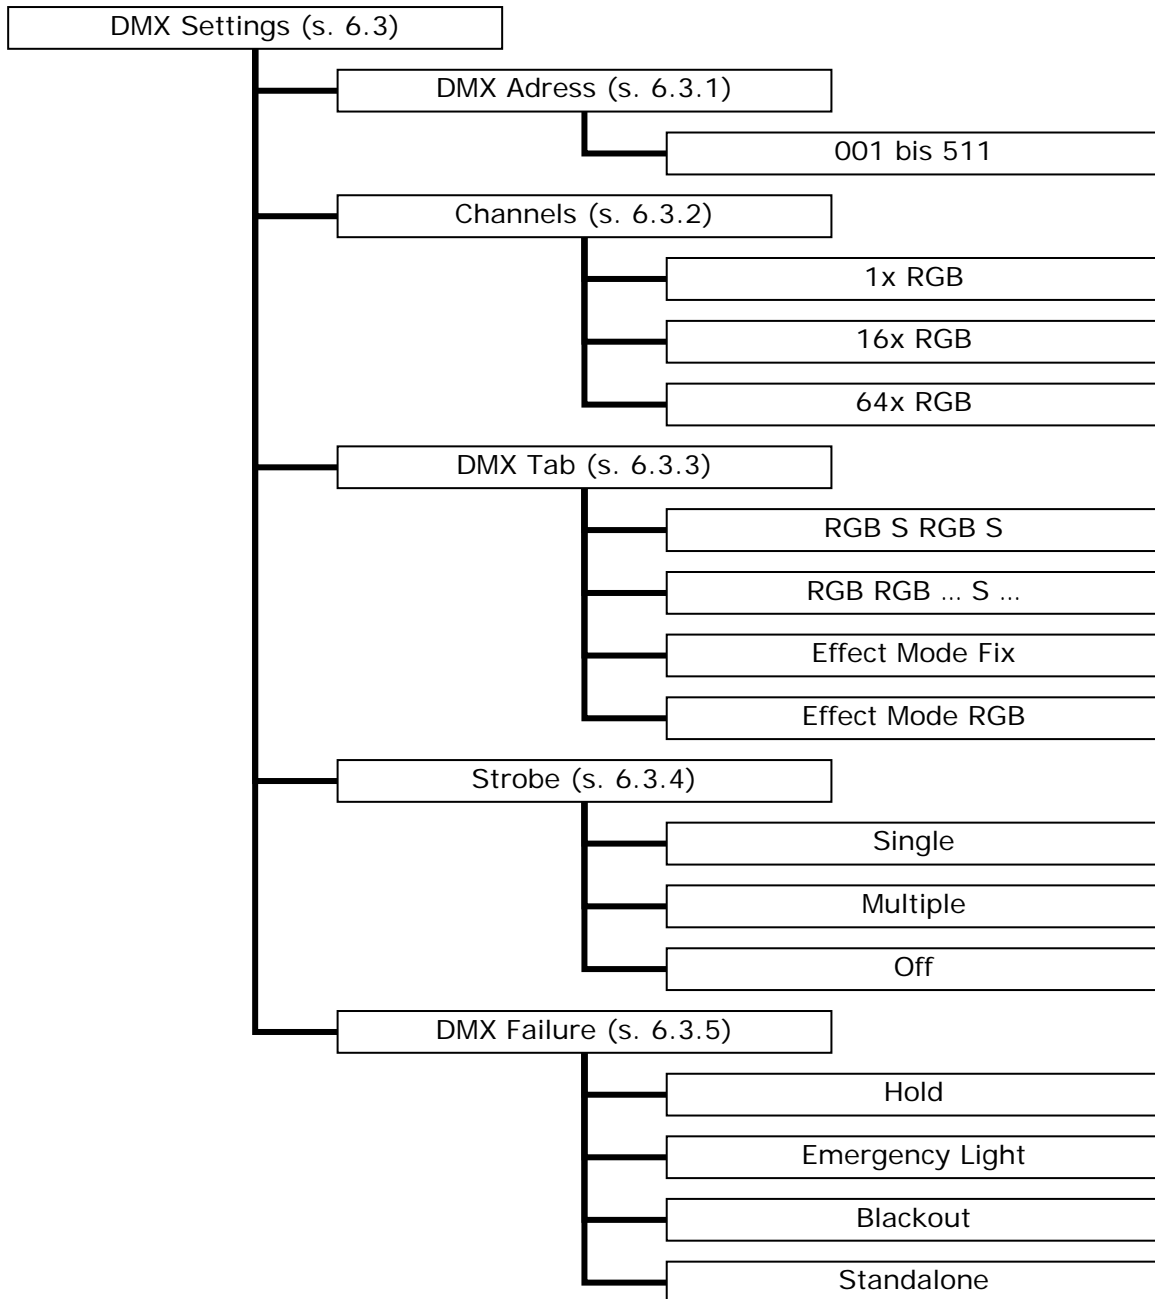 DMX Settings (s. 6.3)
DMX Adress (s. 6.3.1)
001 bis 511
Channels (s. 6.3.2)
1x RGB
16x RGB
64x RGB
DMX Tab (s. 6.3.3)
RGB S RGB S
RGB RGB ... S ...
Effect Mode Fix
Effect Mode RGB
Strobe (s. 6.3.4)
Single
Multiple
Off
DMX Failure (s. 6.3.5)
Hold
Emergency Light
Blackout
Standalone